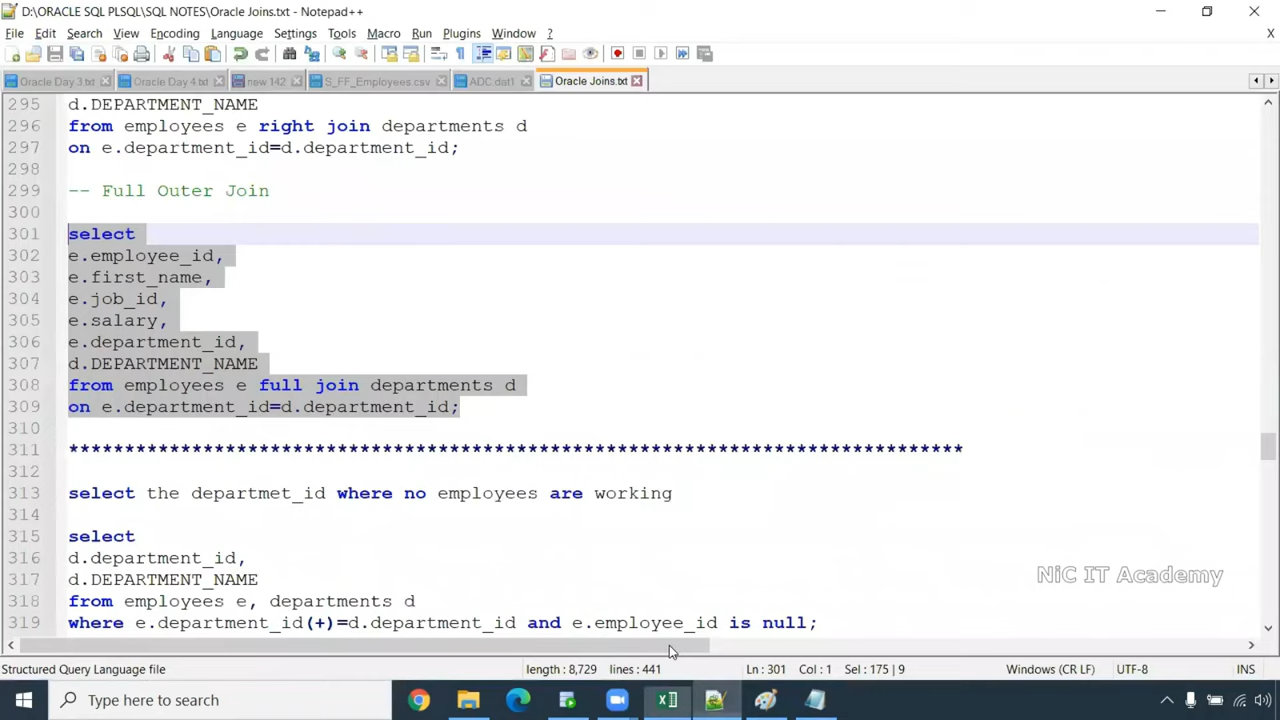 D:\ORACLE SQL PLSQL\SQL NOTES\Oracle Joins.txt - Notepad++
File Edit Search View Encoding Language Settings Tools Macro Run Plugins Window ?
X
Oracle Day 3.txt Oracle Day 4.txt new 142 S_FF_Employees.csv ADC.dat1 Oracle Joins.txt
295 d.DEPARTMENT_NAME
296 from employees e right join departments d
297 on e.department_id=d.department_id;
298
299 -- Full Outer Join
300
301 select
302 e.employee_id,
303 e.first_name,
304 e.job_id,
305 e.salary,
306 e.department_id,
307 d.DEPARTMENT_NAME
308 from employees e full join departments d
309 on e.department_id=d.department_id;
310
311 ********************************************************************************
312
313 select the departmet_id where no employees are working
314
315 select
316 d.department_id,
317 d.DEPARTMENT_NAME
318 from employees e, departments d
319 where e.department_id(+)=d.department_id and e.employee_id is null;
NiC IT Academy
Structured Query Language file length : 8,729 lines : 441 Ln : 301 Col : 1 Sel : 175 | 9 Windows (CR LF) UTF-8 INS
Type here to search